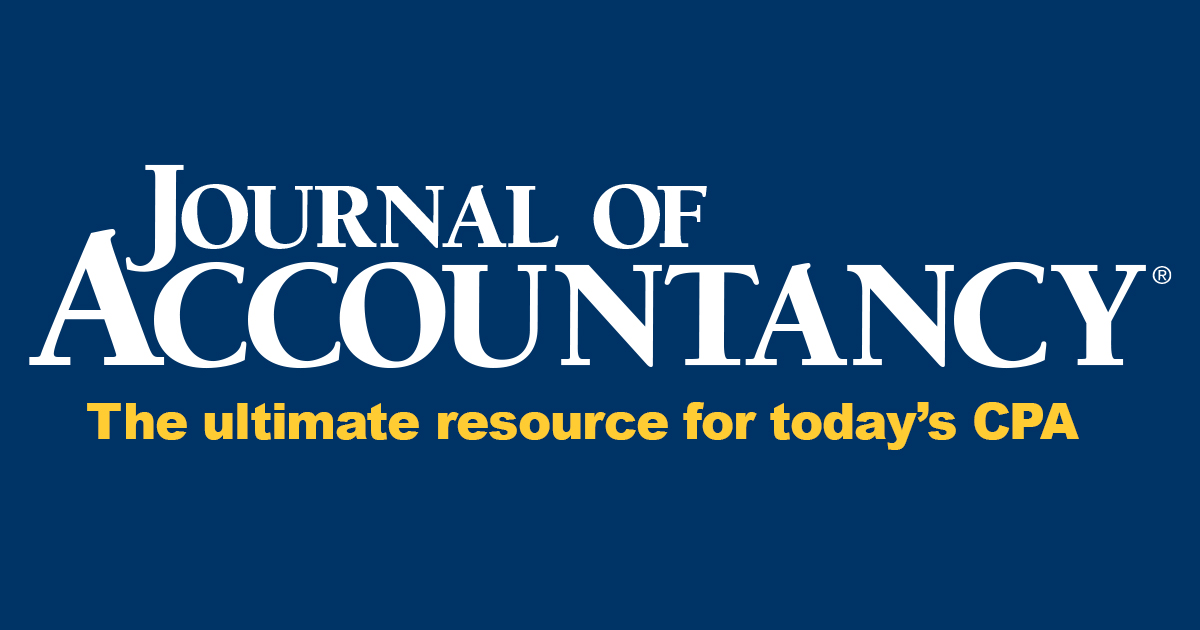 JOURNAL OF
ACCOUNTANCY®
The ultimate resource for today’s CPA